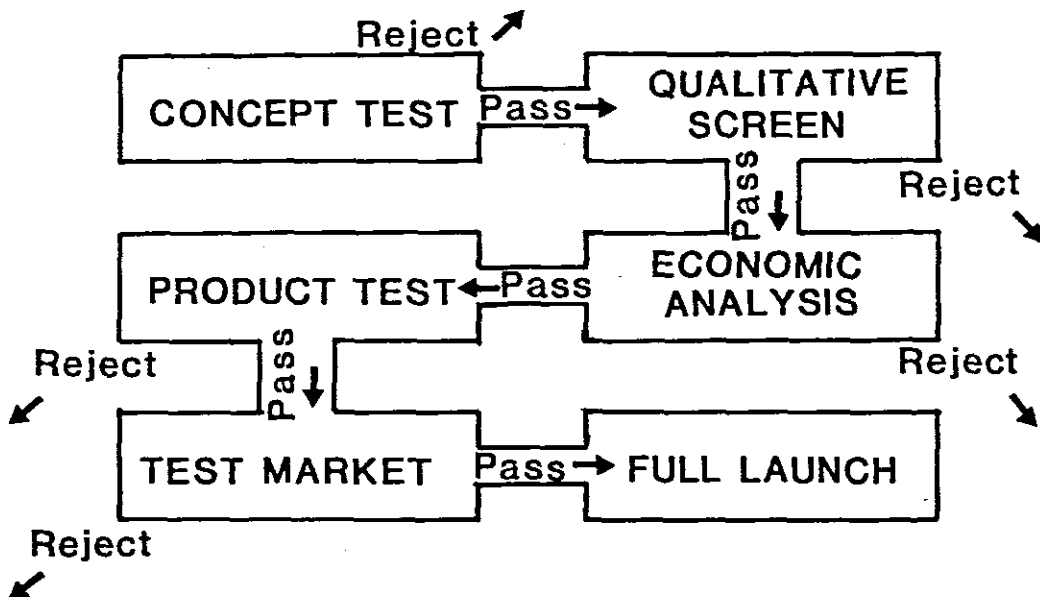 Reject
CONCEPT TEST
Pass
QUALITATIVE
SCREEN
Pass
Reject
ECONOMIC
ANALYSIS
Pass
PRODUCT TEST
Reject
Pass
Reject
TEST MARKET
Pass
FULL LAUNCH
Reject